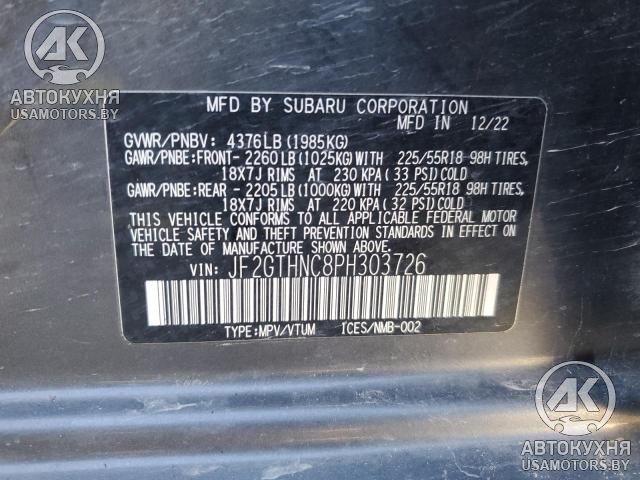 AK
АВТОКУХНЯ
USAMOTORS.BY
MFD BY SUBARU CORPORATION
MFD IN 12/22
GVWR/PNBV: 4376LB(1985KG)
GAWR/PNBE:FRONT- 2260LB(1025KG)WITH 225/55R18 98H TIRES,
18X7J RIMS AT 230 KPA(33 PSI)COLD
GAWR/PNBE:REAR - 2205LB(1000KG)WITH 225/55R18 98H TIRES,
18X7J RIMS AT 220 KPA(32 PSI)COLD
THIS VEHICLE CONFORMS TO ALL APPLICABLE FEDERAL MOTOR
VEHICLE SAFETY AND THEFT PREVENTION STANDARDS IN EFFECT ON
THE DATE OF MANUFACTURE SHOWN ABOVE.
VIN: JF2GTHNC8PH303726
TYPE:MPV/VTUM ICES/NMB-002
AK
АВТОКУХНЯ
USAMOTORS.BY